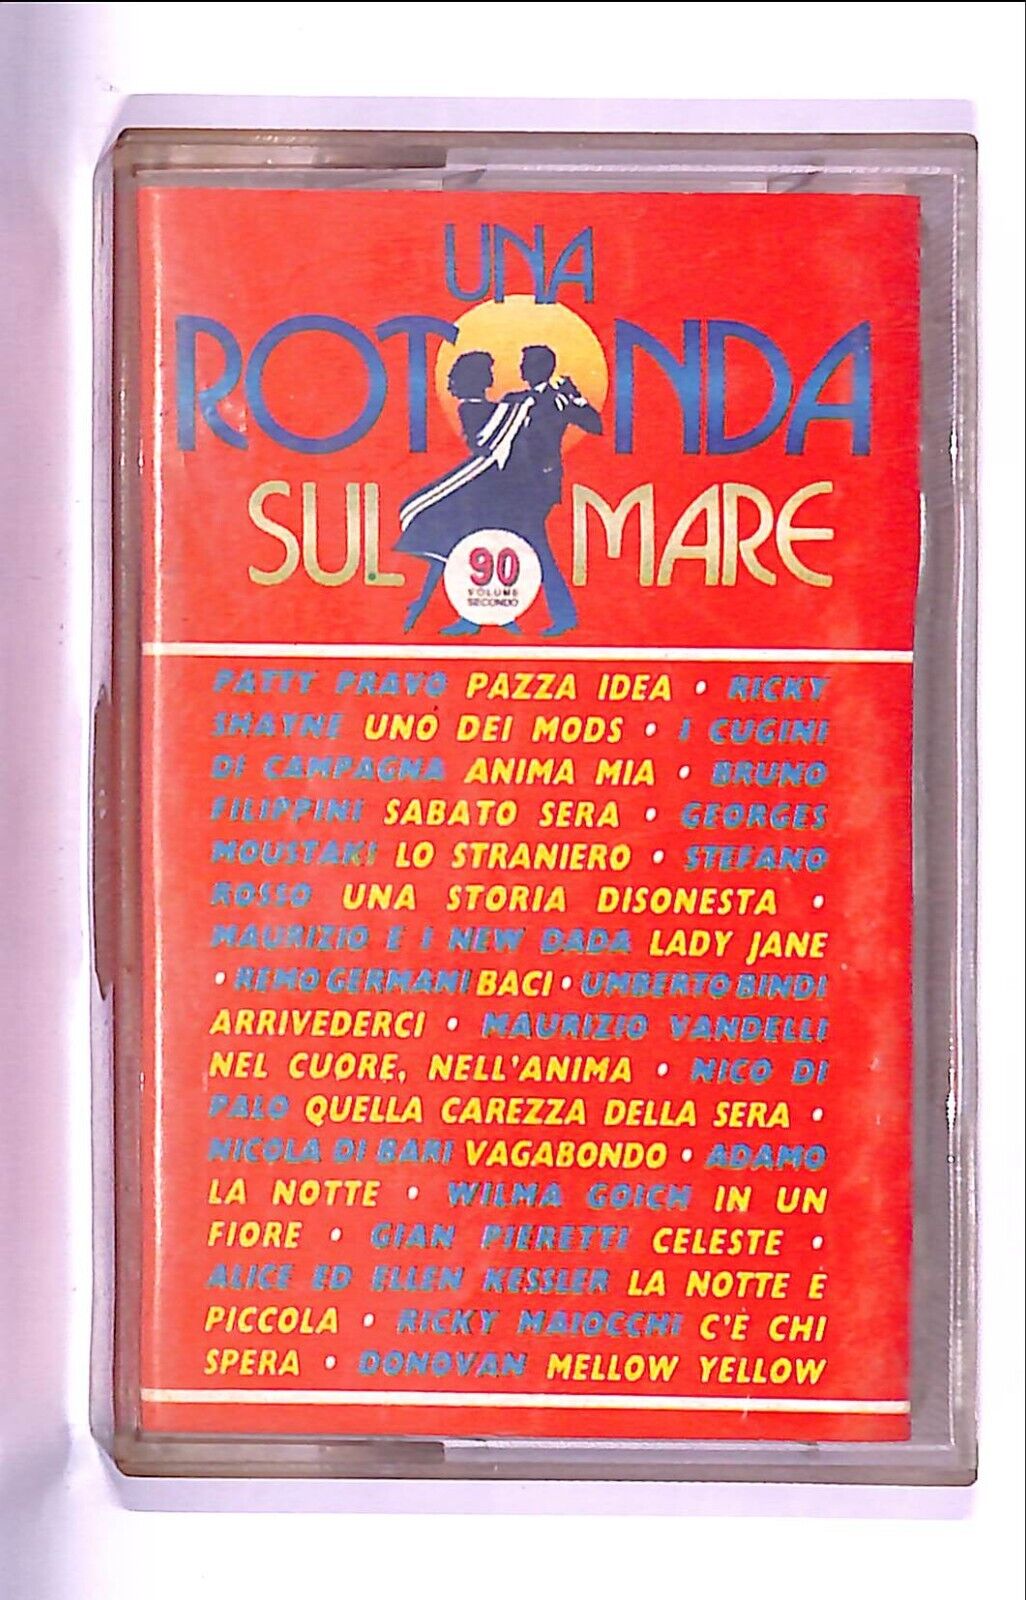 UNA
ROTONDA
SUL MARE
90
VOLUME
SECONDO
PATTY PRAVO PAZZA IDEA • RICKY
SHAYNE UNO DEI MODS • I CUGINI
DI CAMPAGNA ANIMA MIA • BRUNO
FILIPPINI SABATO SERA • GEORGES
MOUSTAKI LO STRANIERO • STEFANO
ROSSO UNA STORIA DISONESTA •
MAURIZIO E I NEW DADA LADY JANE
• REMO GERMANI BACI • UMBERTO BINDI
ARRIVEDERCI • MAURIZIO VANDELLI
NEL CUORE, NELL'ANIMA • NICO DI
PALO QUELLA CAREZZA DELLA SERA •
NICOLA DI BARI VAGABONDO • ADAMO
LA NOTTE • WILMA GOICH IN UN
FIORE • GIAN PIERETTI CELESTE •
ALICE ED ELLEN KESSLER LA NOTTE E
PICCOLA • RICKY MAIOCCHI C'È CHI
SPERA • DONOVAN MELLOW YELLOW